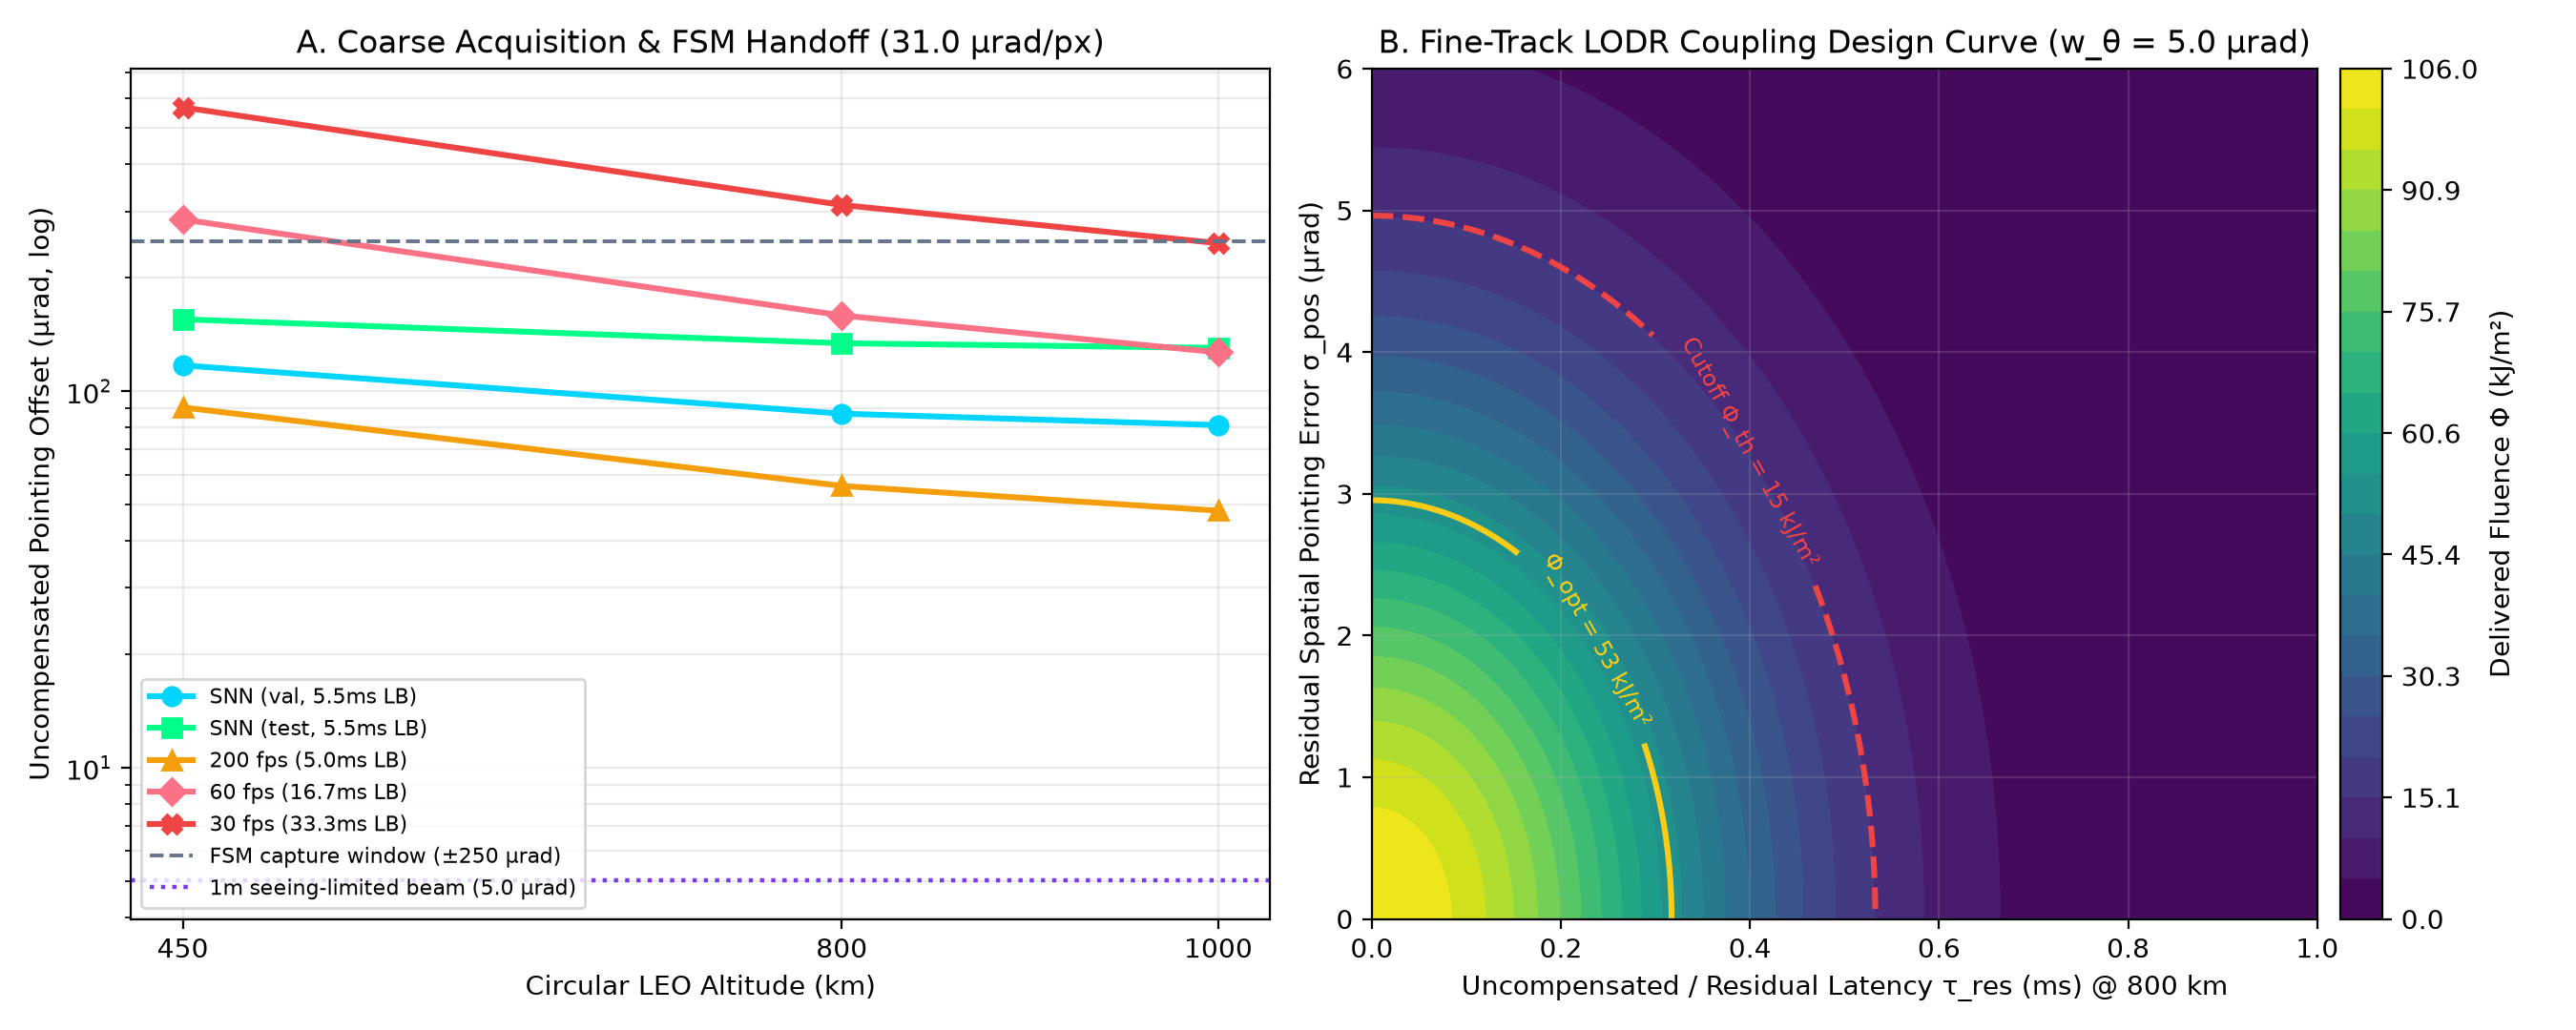 A. Coarse Acquisition & FSM Handoff (31.0 μrad/px)
Uncompensated Pointing Offset (μrad, log)
10²
10¹
SNN (val, 5.5ms LB)
SNN (test, 5.5ms LB)
200 fps (5.0ms LB)
60 fps (16.7ms LB)
30 fps (33.3ms LB)
FSM capture window (±250 μrad)
1m seeing-limited beam (5.0 μrad)
450
800
1000
Circular LEO Altitude (km)
B. Fine-Track LODR Coupling Design Curve (w_θ = 5.0 μrad)
Residual Spatial Pointing Error σ_pos (μrad)
6
5
4
3
2
1
0
Cutoff Φ_th = 15 kJ/m²
Φ_opt = 53 kJ/m²
0.0
0.2
0.4
0.6
0.8
1.0
Uncompensated / Residual Latency τ_res (ms) @ 800 km
106.0
90.9
75.7
60.6
45.4
30.3
15.1
0.0
Delivered Fluence Φ (kJ/m²)